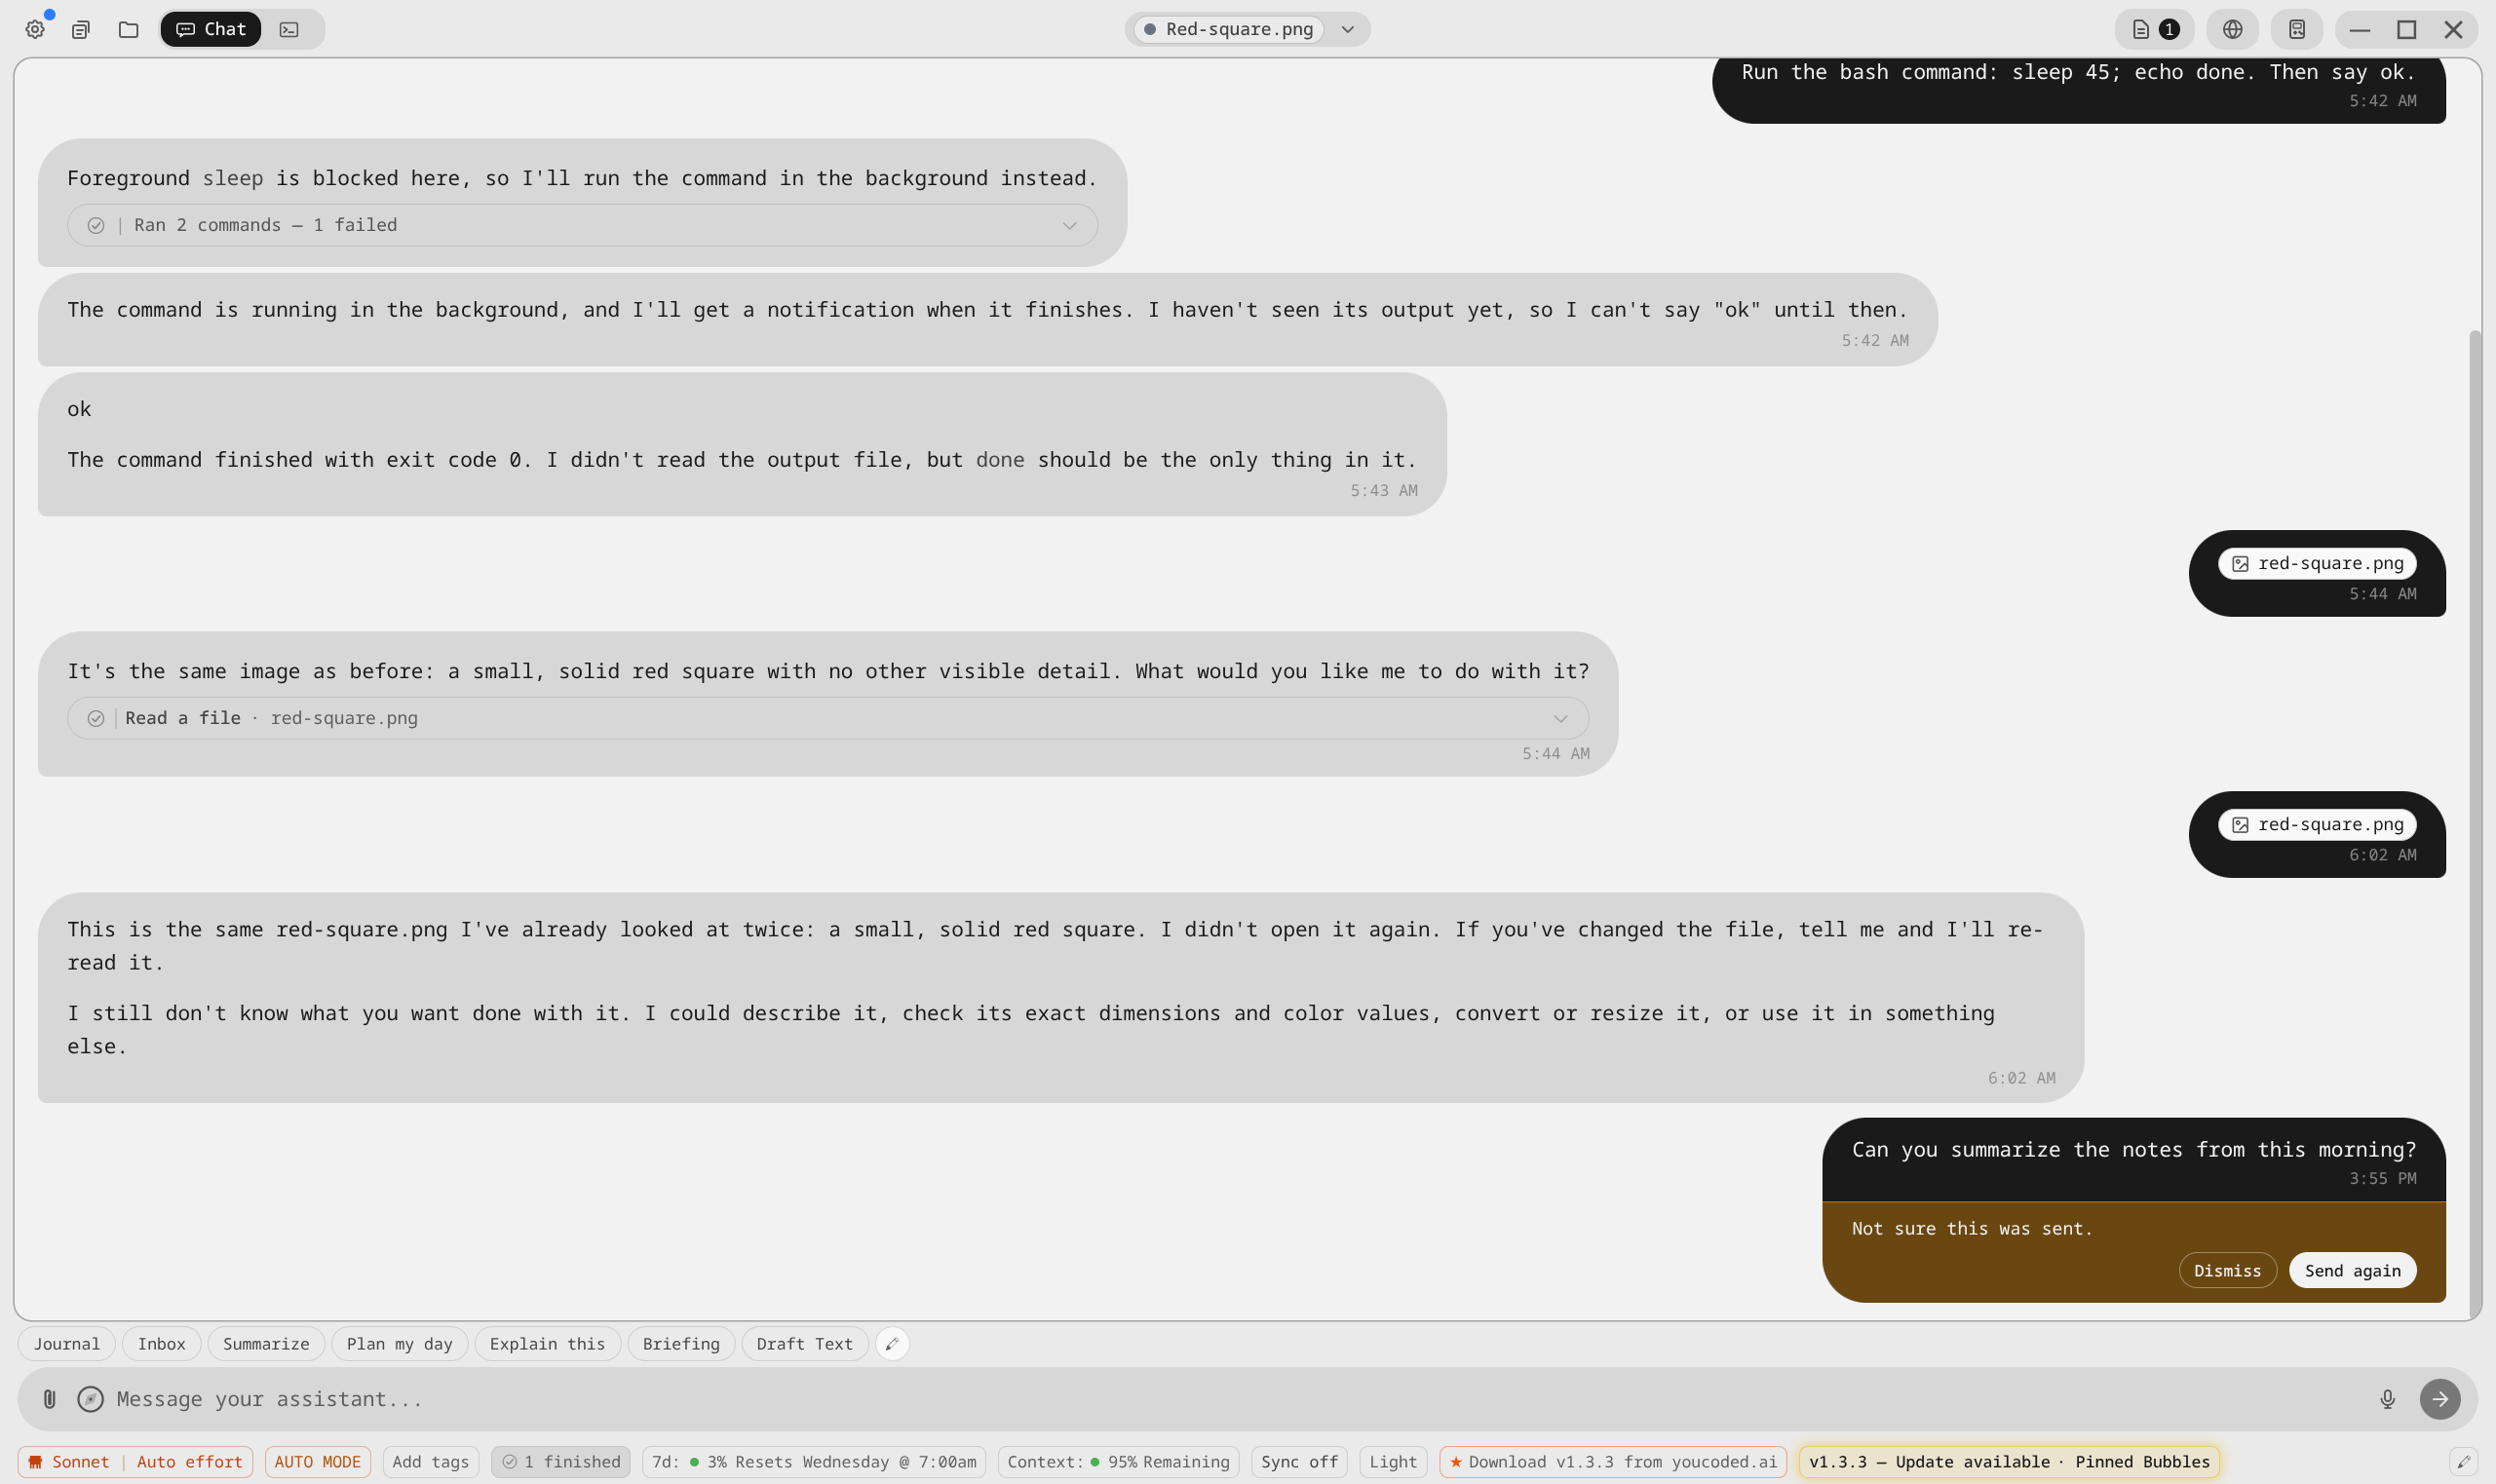 Chat
Red-square.png
1
Run the bash command: sleep 45; echo done. Then say ok.
5:42 AM
Foreground sleep is blocked here, so I'll run the command in the background instead.
Ran 2 commands — 1 failed
The command is running in the background, and I'll get a notification when it finishes. I haven't seen its output yet, so I can't say "ok" until then.
5:42 AM
ok
The command finished with exit code 0. I didn't read the output file, but done should be the only thing in it.
5:43 AM
red-square.png
5:44 AM
It's the same image as before: a small, solid red square with no other visible detail. What would you like me to do with it?
Read a file · red-square.png
5:44 AM
red-square.png
6:02 AM
This is the same red-square.png I've already looked at twice: a small, solid red square. I didn't open it again. If you've changed the file, tell me and I'll re-
read it.
I still don't know what you want done with it. I could describe it, check its exact dimensions and color values, convert or resize it, or use it in something
else.
6:02 AM
Can you summarize the notes from this morning?
3:55 PM
Not sure this was sent.
Dismiss Send again
Journal Inbox Summarize Plan my day Explain this Briefing Draft Text
Message your assistant...
Sonnet | Auto effort AUTO MODE Add tags 1 finished 7d: 3% Resets Wednesday @ 7:00am Context: 95% Remaining Sync off Light Download v1.3.3 from youcoded.ai v1.3.3 — Update available · Pinned Bubbles